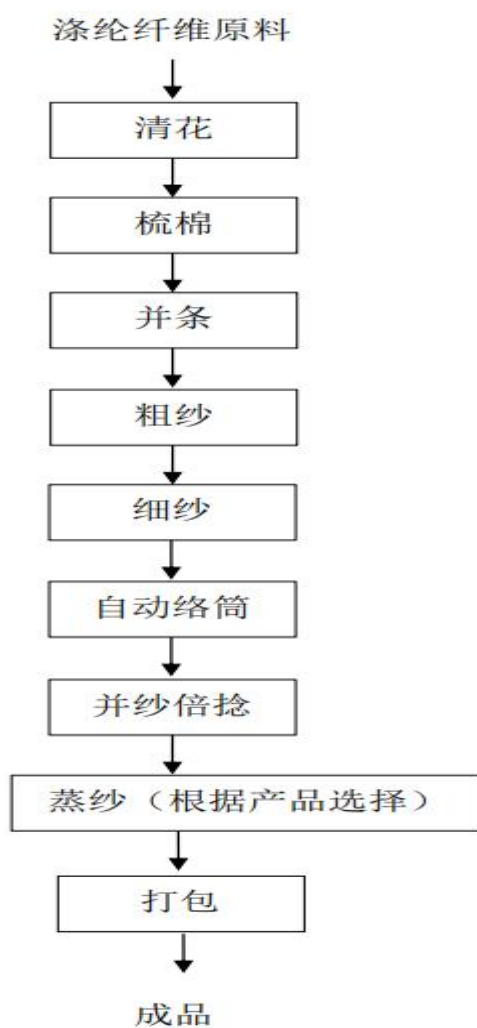 涤纶纤维原料
清花
梳棉
并条
粗纱
细纱
自动络筒
并纱倍捻
蒸纱（根据产品选择）
打包
成品